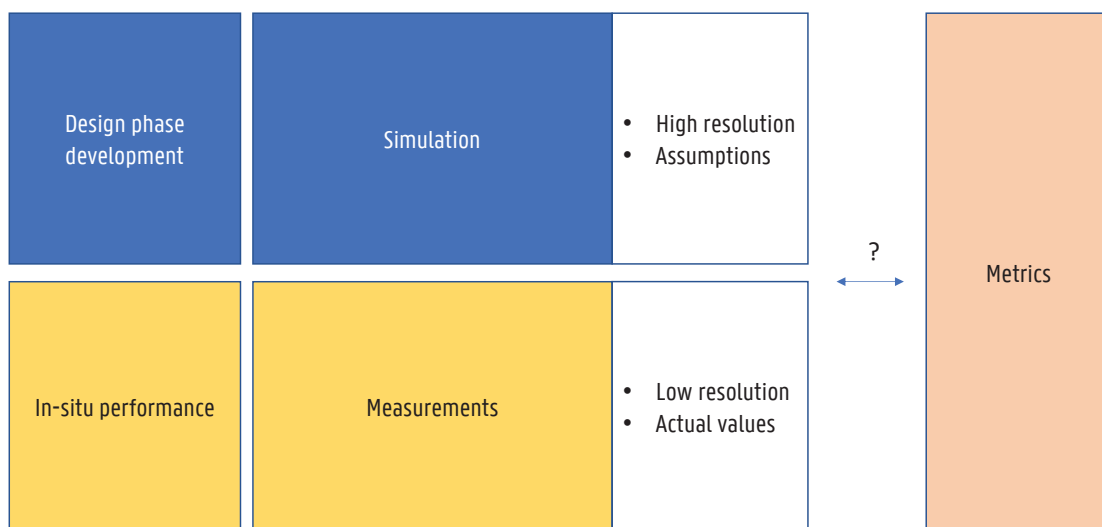 Design phase
development
Simulation
• High resolution
• Assumptions
?
Metrics
In-situ performance
Measurements
• Low resolution
• Actual values